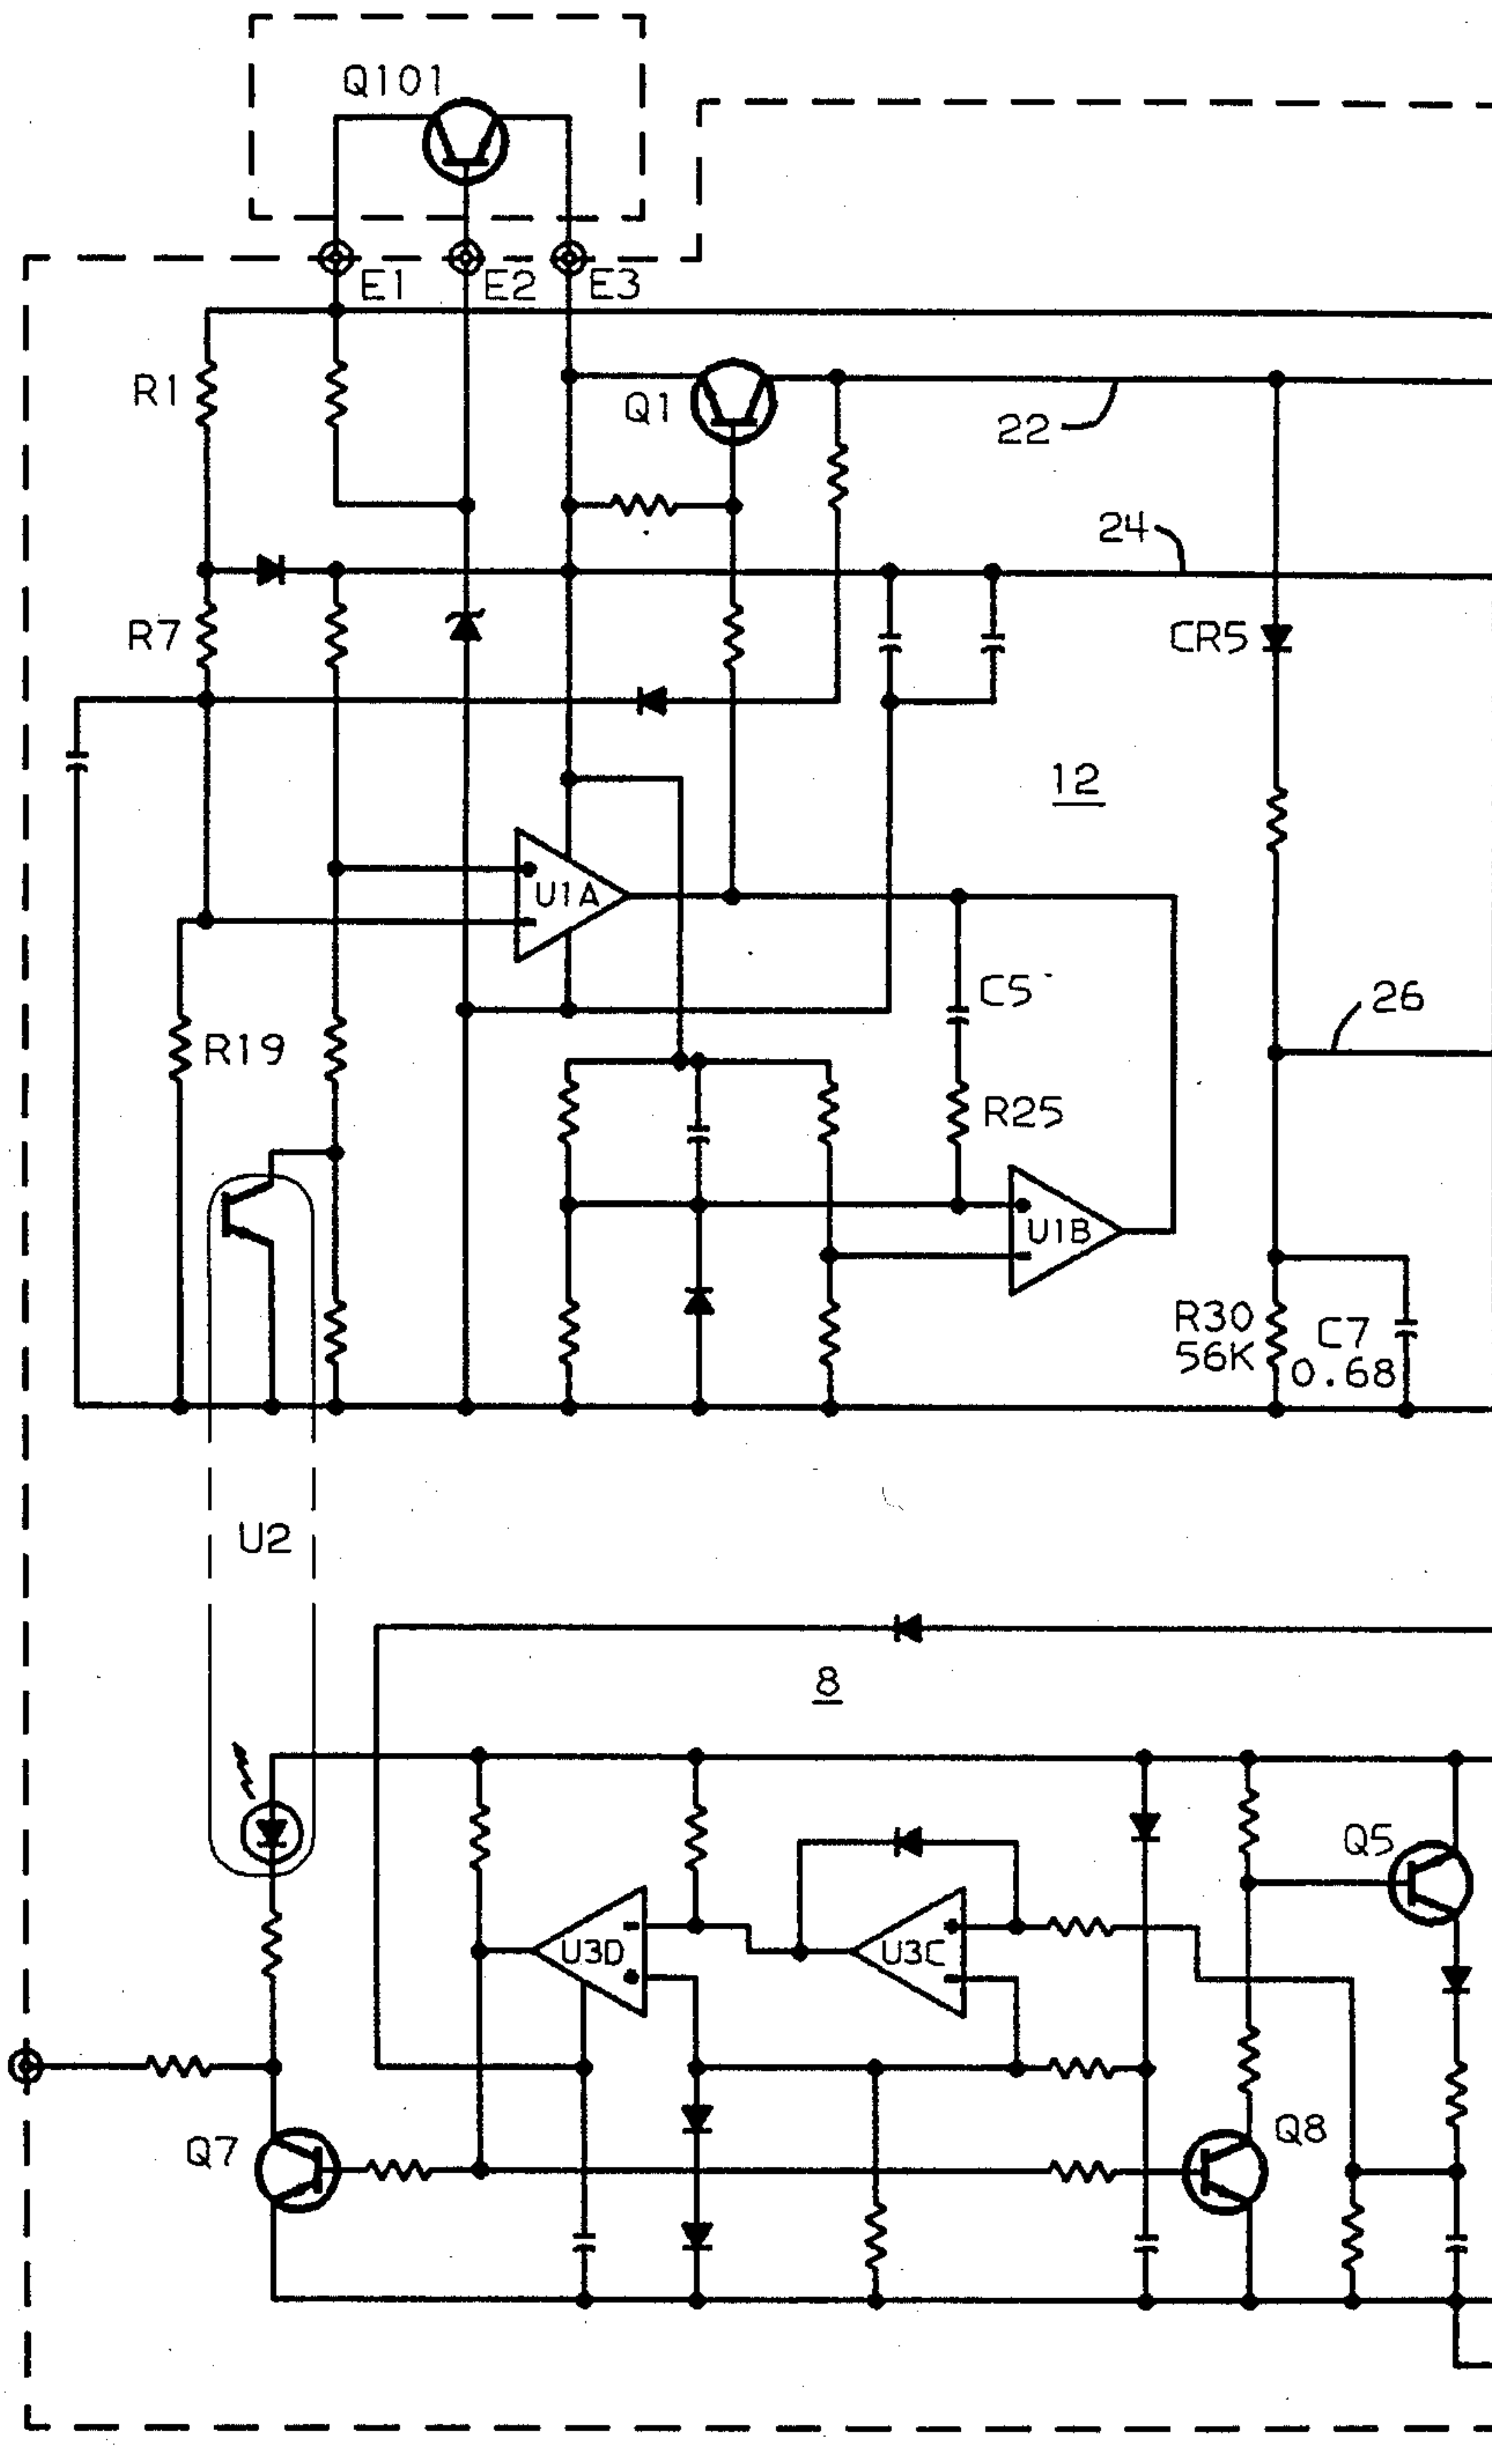 Q101
E1 E2 E3
R1
Q1
22
24
R7
CR5
12
U1A
C5
26
R19
R25
U1B
R30
56K
C7
0.68
U2
8
Q5
U3D
U3C
Q7
Q8